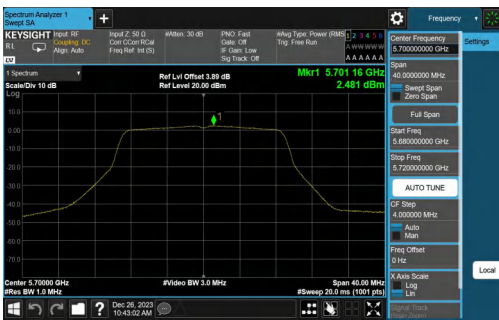 Spectrum Analyzer 1
Swept SA
+
Frequency
KEYSIGHT
RL
LV
Input: RF
Coupling: DC
Align: Auto
Input Z: 50 Ω
Corr CCorr RCal
Freq Ref: Int (S)
#Atten: 30 dB
PNO: Fast
Gate: Off
IF Gain: Low
Sig Track: Off
#Avg Type: Power (RMS)
Trig: Free Run
1 2 3 4 5 6
A W W W W W
A A A A A A
1 Spectrum
Scale/Div 10 dB
Log
Ref Lvl Offset 3.89 dB
Ref Level 20.00 dBm
Mkr1 5.701 16 GHz
2.481 dBm
1
10.0
0.00
-10.0
-20.0
-30.0
-40.0
-50.0
-60.0
-70.0
Center 5.70000 GHz
#Res BW 1.0 MHz
#Video BW 3.0 MHz
Span 40.00 MHz
#Sweep 20.0 ms (1001 pts)
Dec 26, 2023
10:43:02 AM
?
Center Frequency
5.700000000 GHz
Settings
Span
40.0000000 MHz
Swept Span
Zero Span
Full Span
Start Freq
5.680000000 GHz
Stop Freq
5.720000000 GHz
AUTO TUNE
CF Step
4.000000 MHz
Auto
Man
Freq Offset
0 Hz
X Axis Scale
Log
Lin
Local
Signal Track